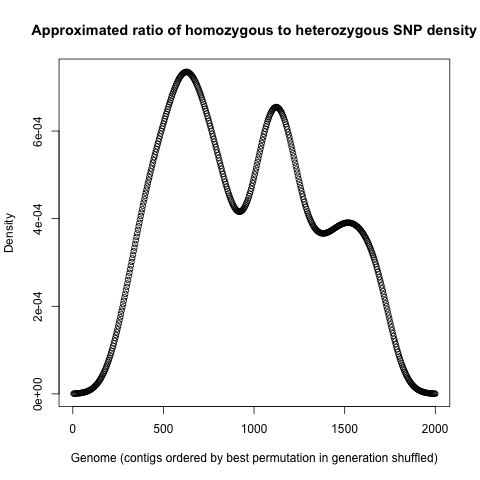 Approximated ratio of homozygous to heterozygous SNP density
Density
6e-04
4e-04
2e-04
0e+00
0 500 1000 1500 2000
Genome (contigs ordered by best permutation in generation shuffled)